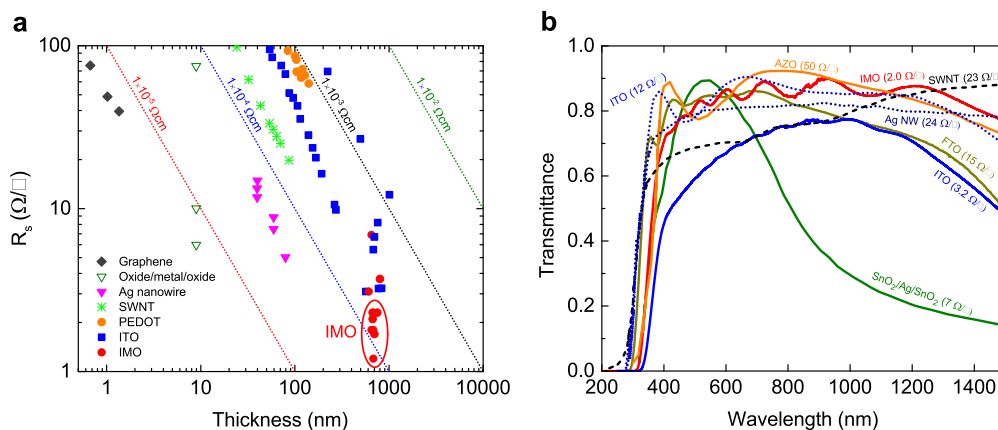 a
100
10
1
R_s (Ω/□)
1×10⁻⁵ Ωcm
1×10⁻⁴ Ωcm
1×10⁻³ Ωcm
1×10⁻² Ωcm
Graphene
Oxide/metal/oxide
Ag nanowire
SWNT
PEDOT
ITO
IMO
IMO
1 10 100 1000 10000
Thickness (nm)
b
1.0
0.8
0.6
0.4
0.2
0.0
Transmittance
ITO (12 Ω/□)
AZO (50 Ω/□)
IMO (2.0 Ω/□)
SWNT (23 Ω/□)
Ag NW (24 Ω/□)
FTO (15 Ω/□)
ITO (3.2 Ω/□)
SnO₂/Ag/SnO₂ (7 Ω/□)
200 400 600 800 1000 1200 1400
Wavelength (nm)